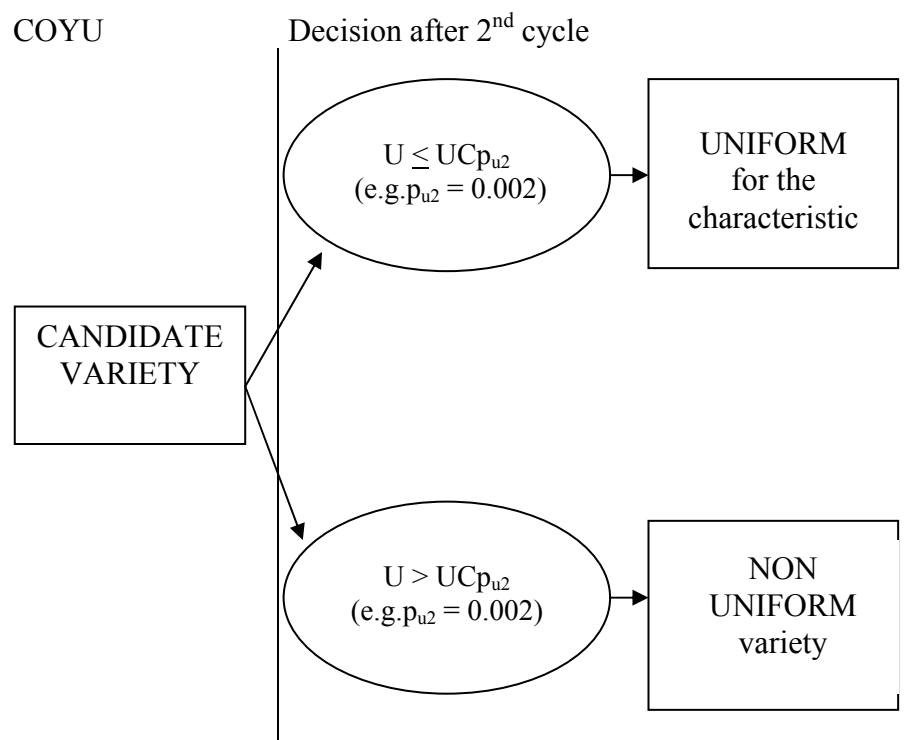 COYU
Decision after 2nd cycle
U ≤ UCpu2
(e.g.pu2 = 0.002)
UNIFORM
for the
characteristic
CANDIDATE
VARIETY
U > UCpu2
(e.g.pu2 = 0.002)
NON
UNIFORM
variety